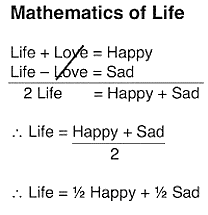 Mathematics of Life
Life + Love = Happy
Life – Love = Sad
2 Life = Happy + Sad
∴ Life = Happy + Sad
2
∴ Life = ½ Happy + ½ Sad